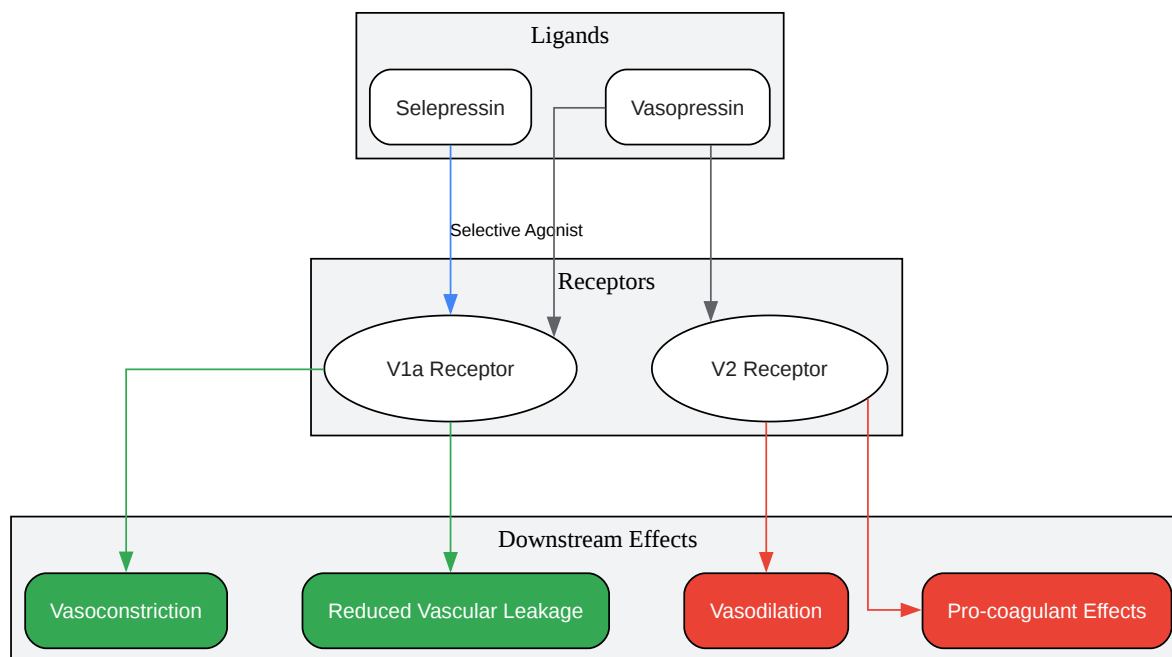 Ligands
Selepressin
Vasopressin
Selective Agonist
Receptors
V1a Receptor
V2 Receptor
Downstream Effects
Vasoconstriction
Reduced Vascular Leakage
Vasodilation
Pro-coagulant Effects